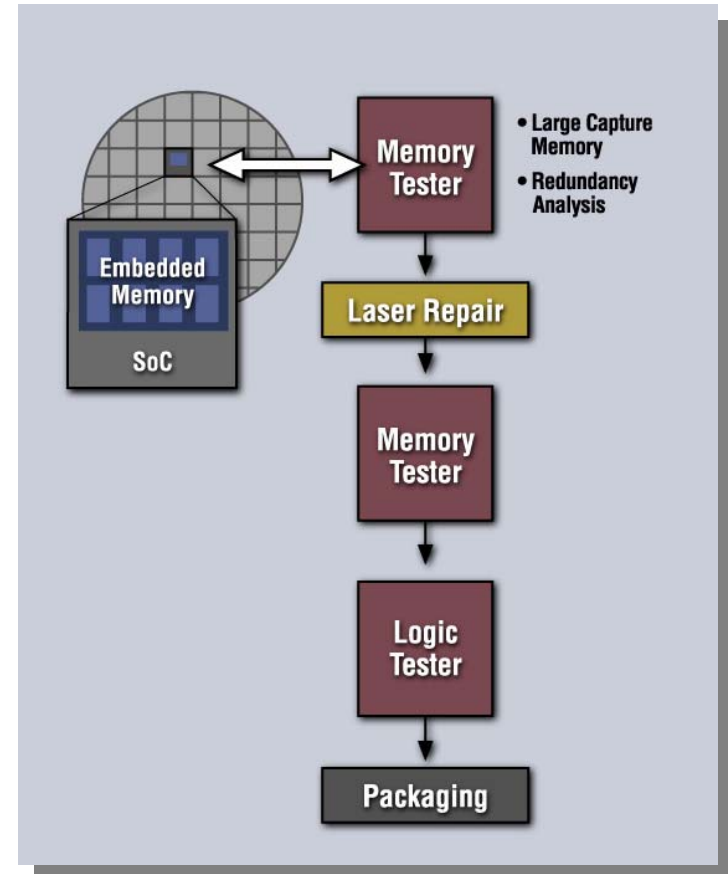 Memory
Tester
• Large Capture
Memory
• Redundancy
Analysis
Embedded
Memory
SoC
Laser Repair
Memory
Tester
Logic
Tester
Packaging